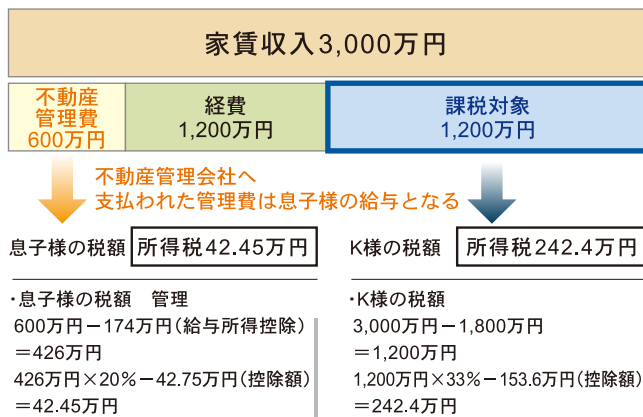 家賃収入3,000万円
不動産
管理費
600万円
経費
1,200万円
課税対象
1,200万円
不動産管理会社へ
支払われた管理費は息子様の給与となる
息子様の税額 所得税42.45万円
K様の税額 所得税242.4万円
・息子様の税額　管理
600万円－174万円(給与所得控除)
＝426万円
426万円×20%－42.75万円(控除額)
＝42.45万円
・K様の税額
3,000万円－1,800万円
＝1,200万円
1,200万円×33%－153.6万円(控除額)
＝242.4万円